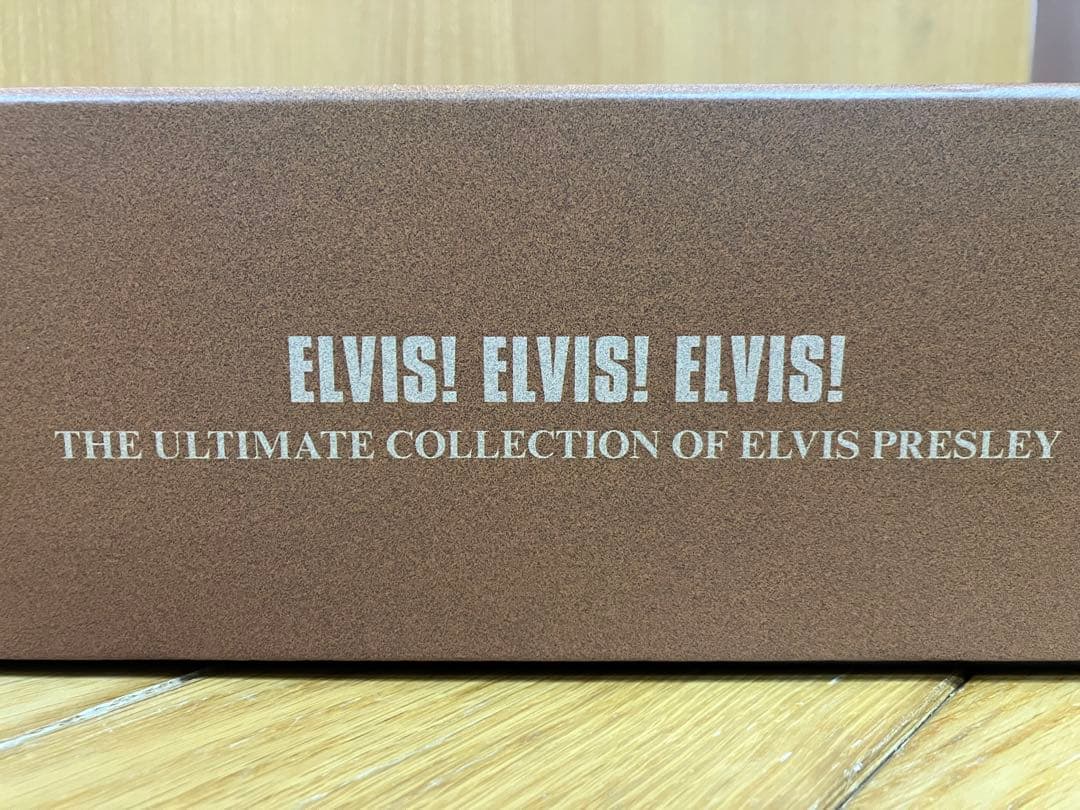 ELVIS! ELVIS! ELVIS!
THE ULTIMATE COLLECTION OF ELVIS PRESLEY